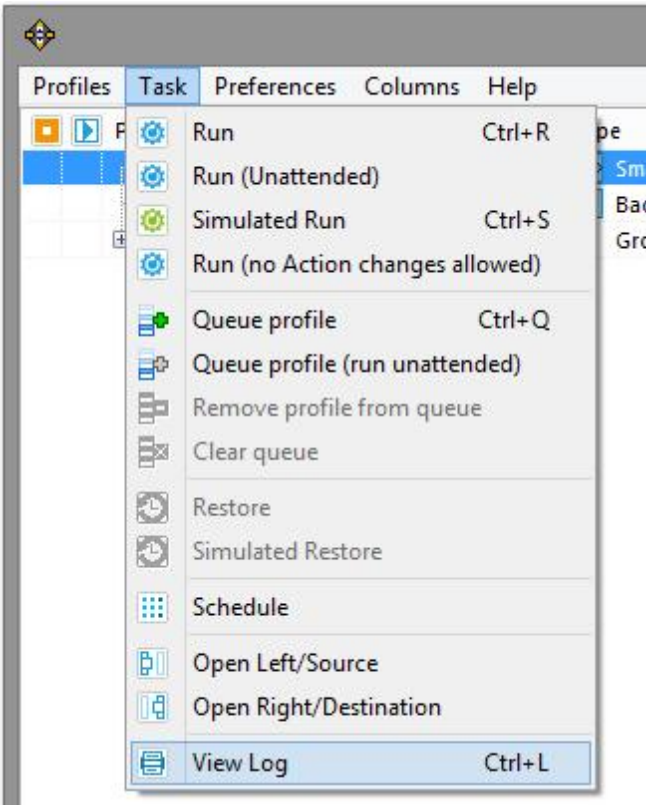 Profiles Task Preferences Columns Help
Run Ctrl+R
Run (Unattended)
Simulated Run Ctrl+S
Run (no Action changes allowed)
Queue profile Ctrl+Q
Queue profile (run unattended)
Remove profile from queue
Clear queue
Restore
Simulated Restore
Schedule
Open Left/Source
Open Right/Destination
View Log Ctrl+L